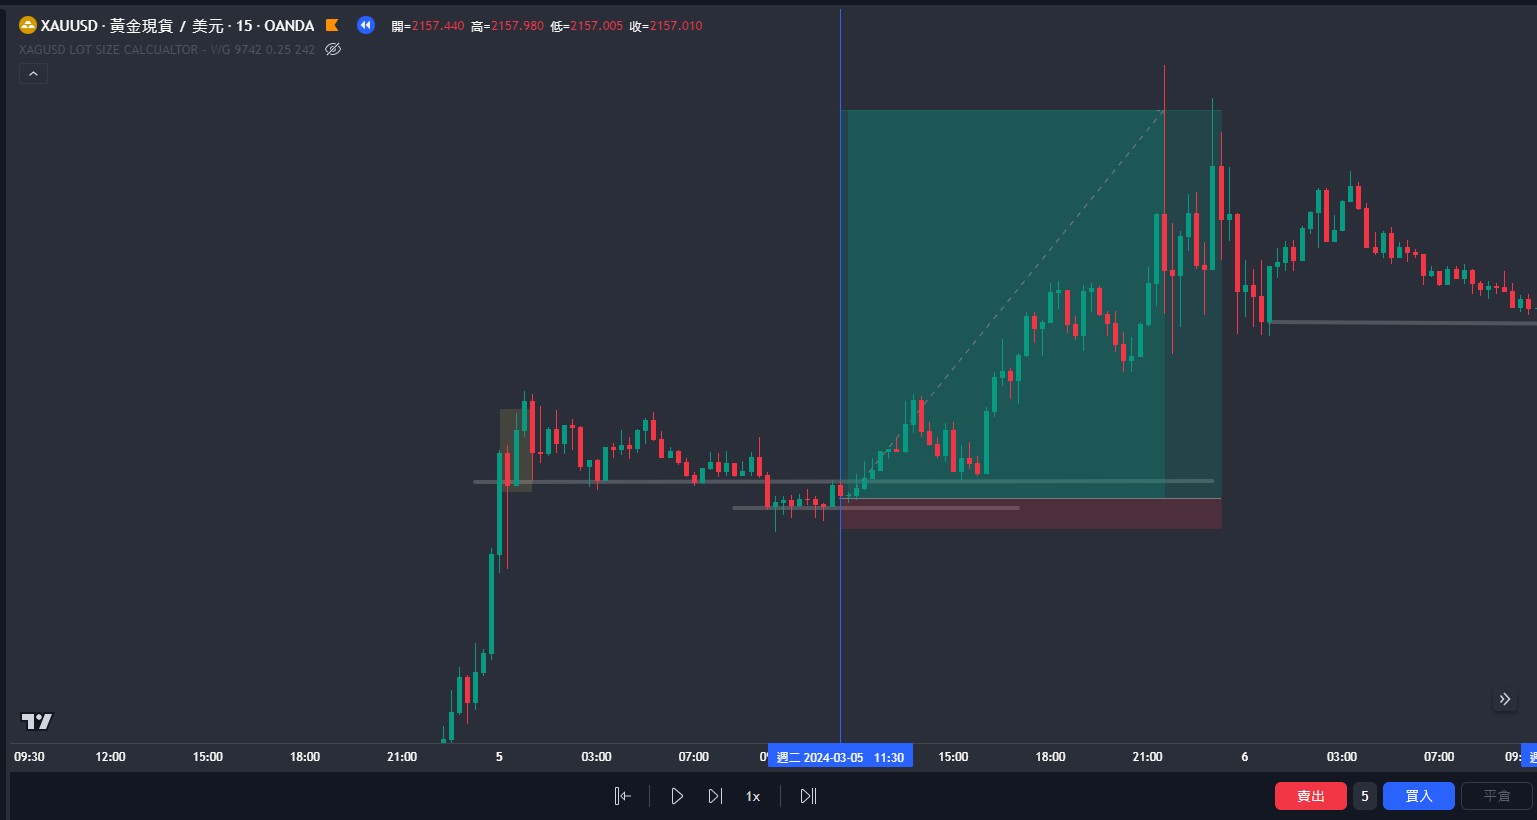 XAUUSD · 黃金現貨 / 美元 · 15 · OANDA 開=2157.440 高=2157.980 低=2157.005 收=2157.010
XAGUSD LOT SIZE CALCUALTOR - WG 9742 0.25 242
09:30 12:00 15:00 18:00 21:00 5 03:00 07:00 週二 2024-03-05 11:30 15:00 18:00 21:00 6 03:00 07:00
1x 賣出 5 買入 平倉